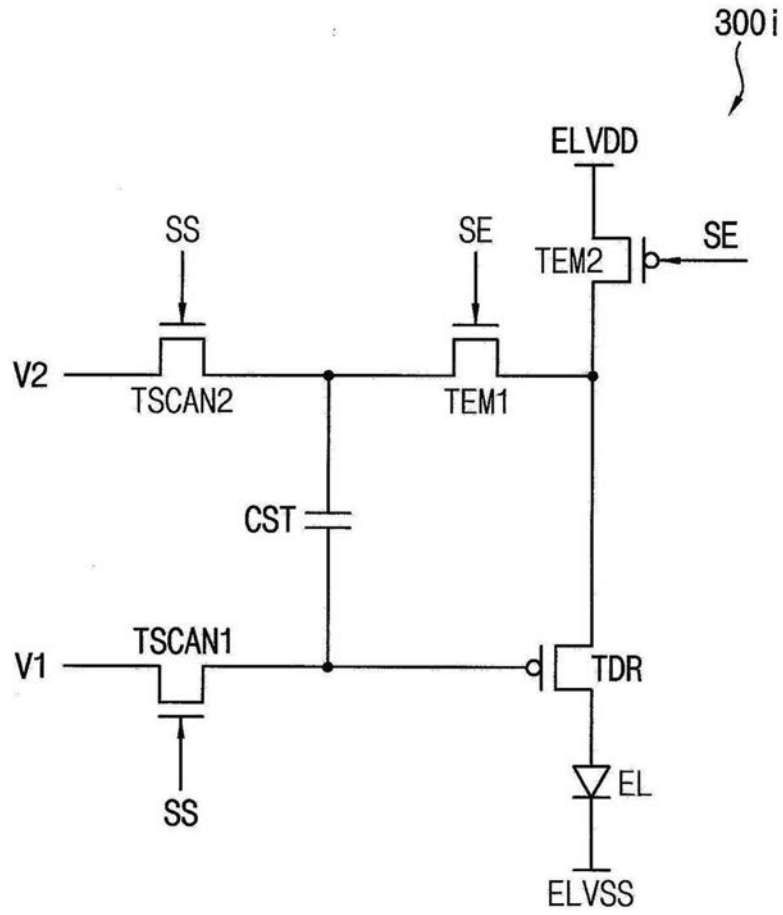 300i
ELVDD
SS
SE
TEM2
SE
V2
TSCAN2
TEM1
CST
TSCAN1
V1
TDR
SS
EL
ELVSS